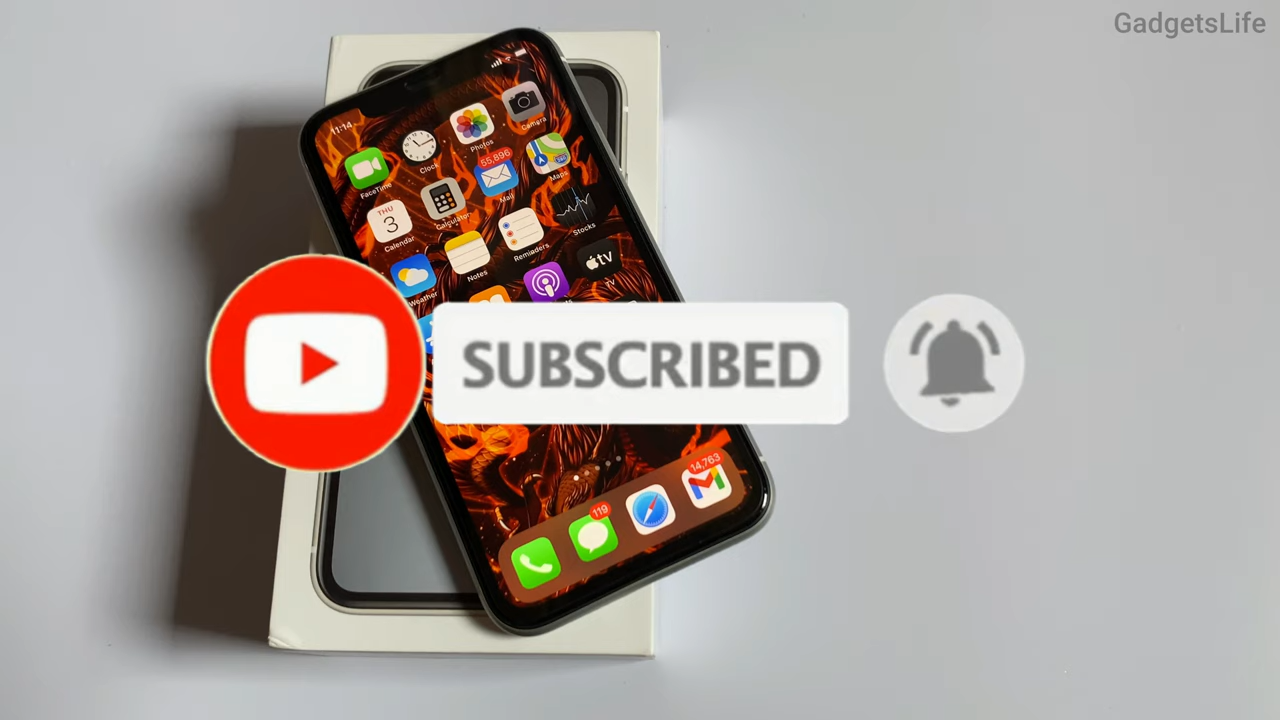 GadgetsLife
11:14
FaceTime
Clock
Photos
Camera
THU
3
Calendar
Calculator
55,896
Mail
Maps
Weather
Notes
Reminders
Stocks
tv
TV
SUBSCRIBED
119
14,763